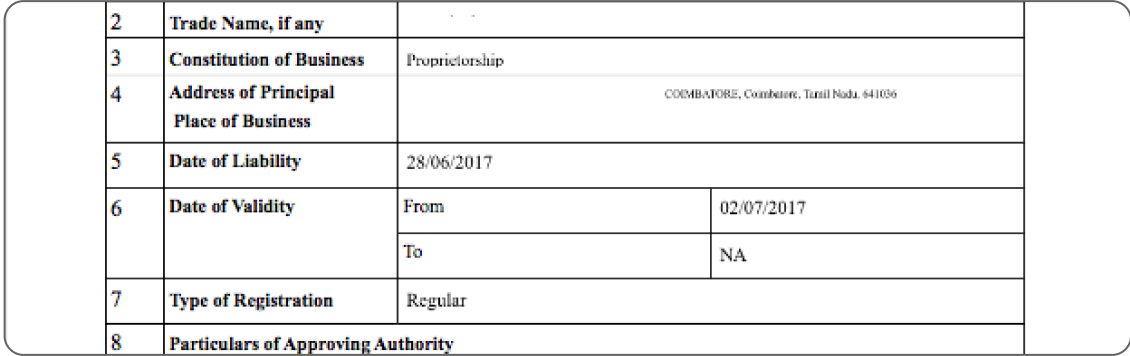 2 Trade Name, if any
3 Constitution of Business Proprietorship
4 Address of Principal Place of Business COIMBATORE, Coimbatore, Tamil Nadu, 641036
5 Date of Liability 28/06/2017
6 Date of Validity From 02/07/2017
To NA
7 Type of Registration Regular
8 Particulars of Approving Authority